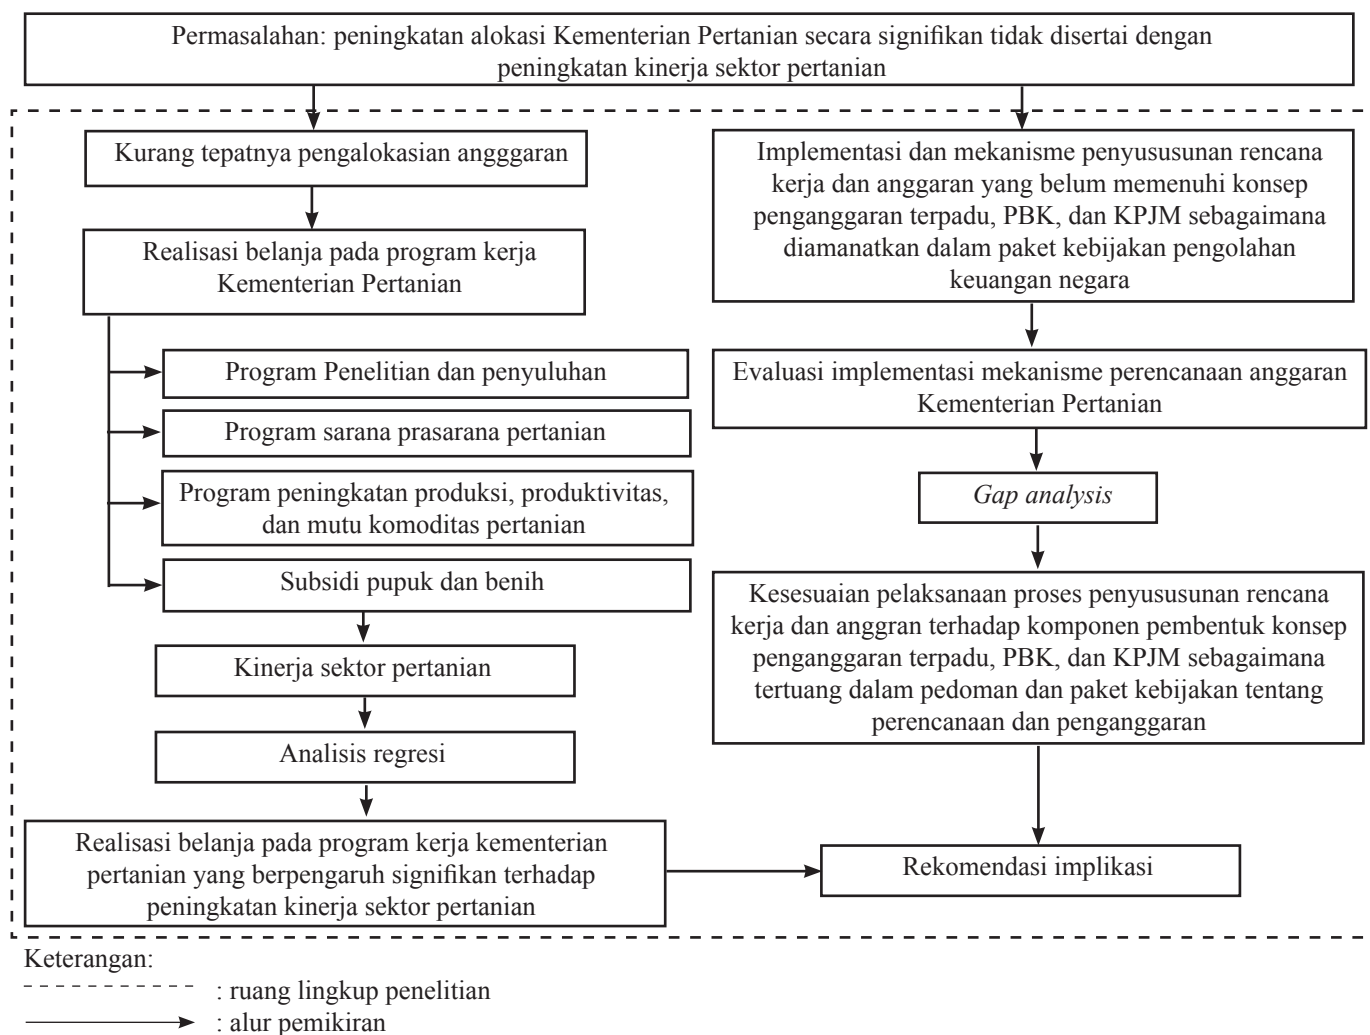 Permasalahan: peningkatan alokasi Kementerian Pertanian secara signifikan tidak disertai dengan
peningkatan kinerja sektor pertanian
Kurang tepatnya pengalokasian angggaran
Realisasi belanja pada program kerja
Kementerian Pertanian
Program Penelitian dan penyuluhan
Program sarana prasarana pertanian
Program peningkatan produksi, produktivitas,
dan mutu komoditas pertanian
Subsidi pupuk dan benih
Kinerja sektor pertanian
Analisis regresi
Realisasi belanja pada program kerja kementerian
pertanian yang berpengaruh signifikan terhadap
peningkatan kinerja sektor pertanian
Implementasi dan mekanisme penyususunan rencana
kerja dan anggaran yang belum memenuhi konsep
penganggaran terpadu, PBK, dan KPJM sebagaimana
diamanatkan dalam paket kebijakan pengolahan
keuangan negara
Evaluasi implementasi mekanisme perencanaan anggaran
Kementerian Pertanian
Gap analysis
Kesesuaian pelaksanaan proses penyususunan rencana
kerja dan anggran terhadap komponen pembentuk konsep
penganggaran terpadu, PBK, dan KPJM sebagaimana
tertuang dalam pedoman dan paket kebijakan tentang
perencanaan dan penganggaran
Rekomendasi implikasi
Keterangan:
: ruang lingkup penelitian
: alur pemikiran